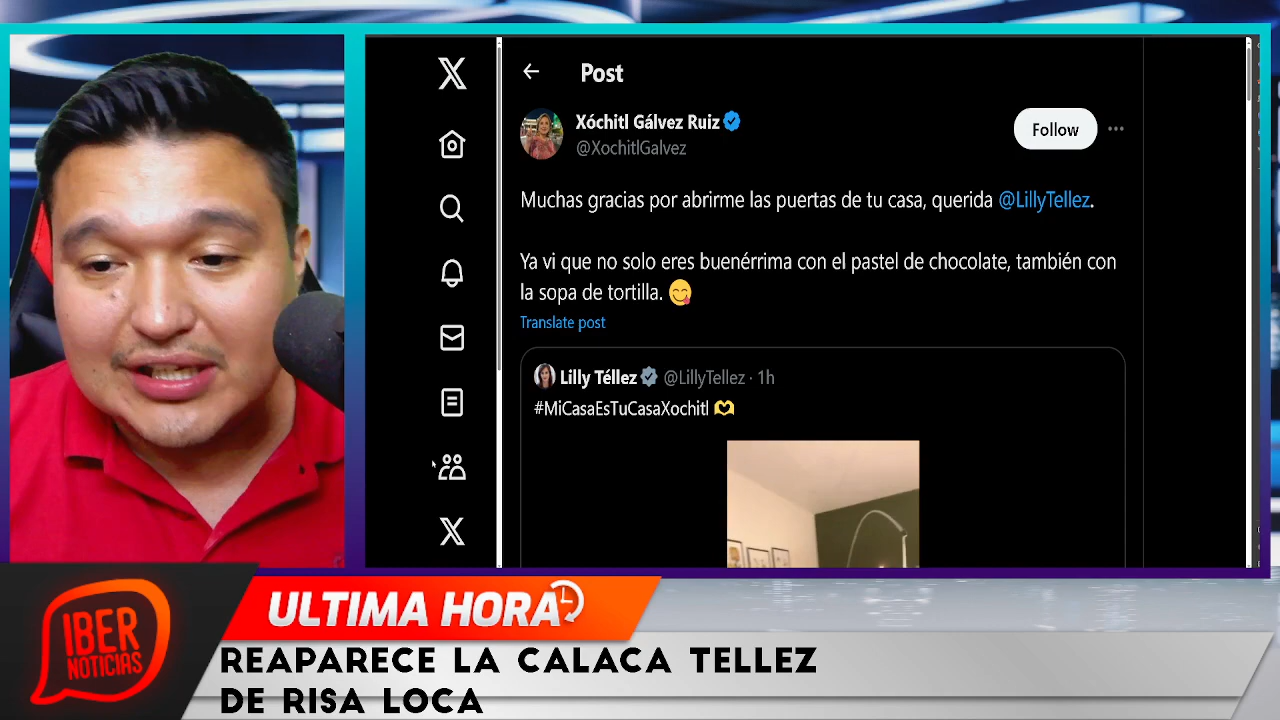 Post
Xóchitl Gálvez Ruiz
@XochitlGalvez
Follow
Muchas gracias por abrirme las puertas de tu casa, querida @LillyTellez.
Ya vi que no solo eres buenérrima con el pastel de chocolate, también con
la sopa de tortilla. 😋
Translate post
Lilly Téllez @LillyTellez · 1h
#MiCasaEsTuCasaXochitl 🫶
IBER
NOTICIAS
ULTIMA HORA
REAPARECE LA CALACA TELLEZ
DE RISA LOCA